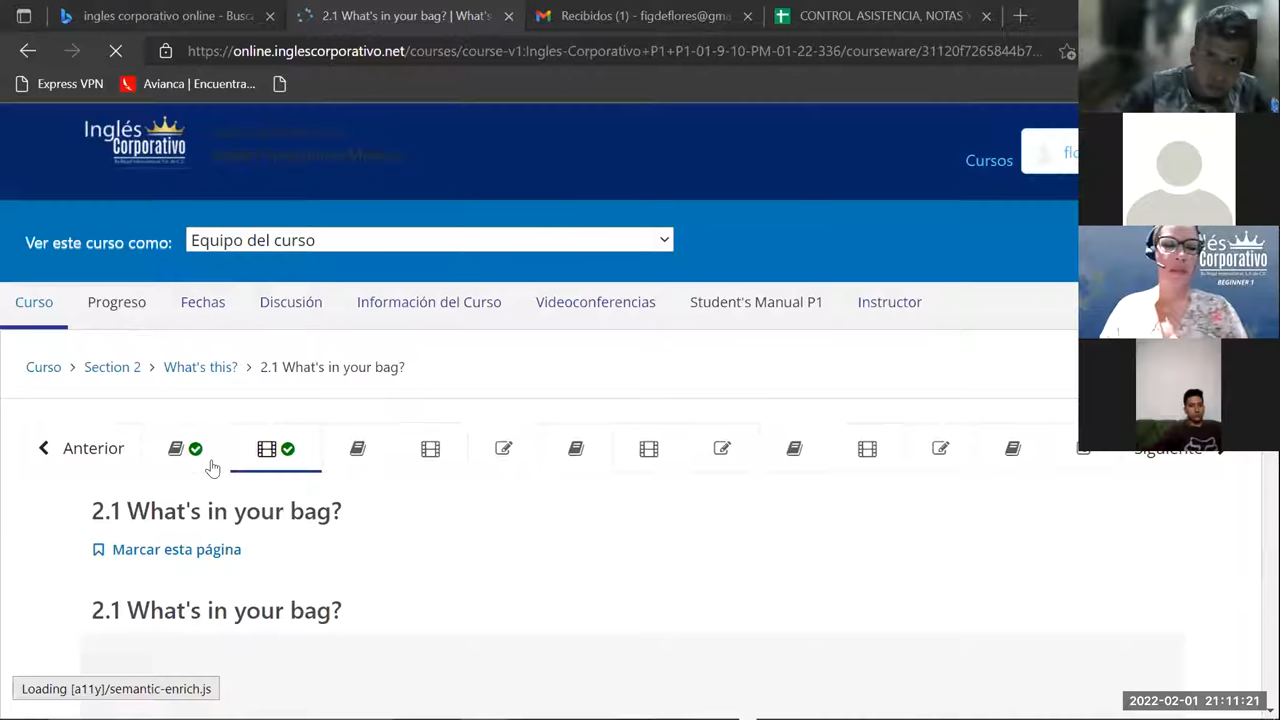 ingles corporativo online - Busc
2.1 What's in your bag? | What's
Recibidos (1) - figdeflores@gma
CONTROL ASISTENCIA, NOTAS
https://online.inglescorporativo.net/courses/course-v1:Ingles-Corporativo+P1+P1-01-9-10-PM-01-22-336/courseware/31120f7265844b7...
Express VPN
Avianca | Encuentra...
Inglés
Corporativo
Cursos
flo
Ver este curso como:
Equipo del curso
Curso
Progreso
Fechas
Discusión
Información del Curso
Videoconferencias
Student's Manual P1
Instructor
Curso > Section 2 > What's this? > 2.1 What's in your bag?
Anterior
Siguiente
2.1 What's in your bag?
Marcar esta página
2.1 What's in your bag?
Loading [a11y]/semantic-enrich.js
Corporativo
BEGINNER 1
2022-02-01 21:11:21